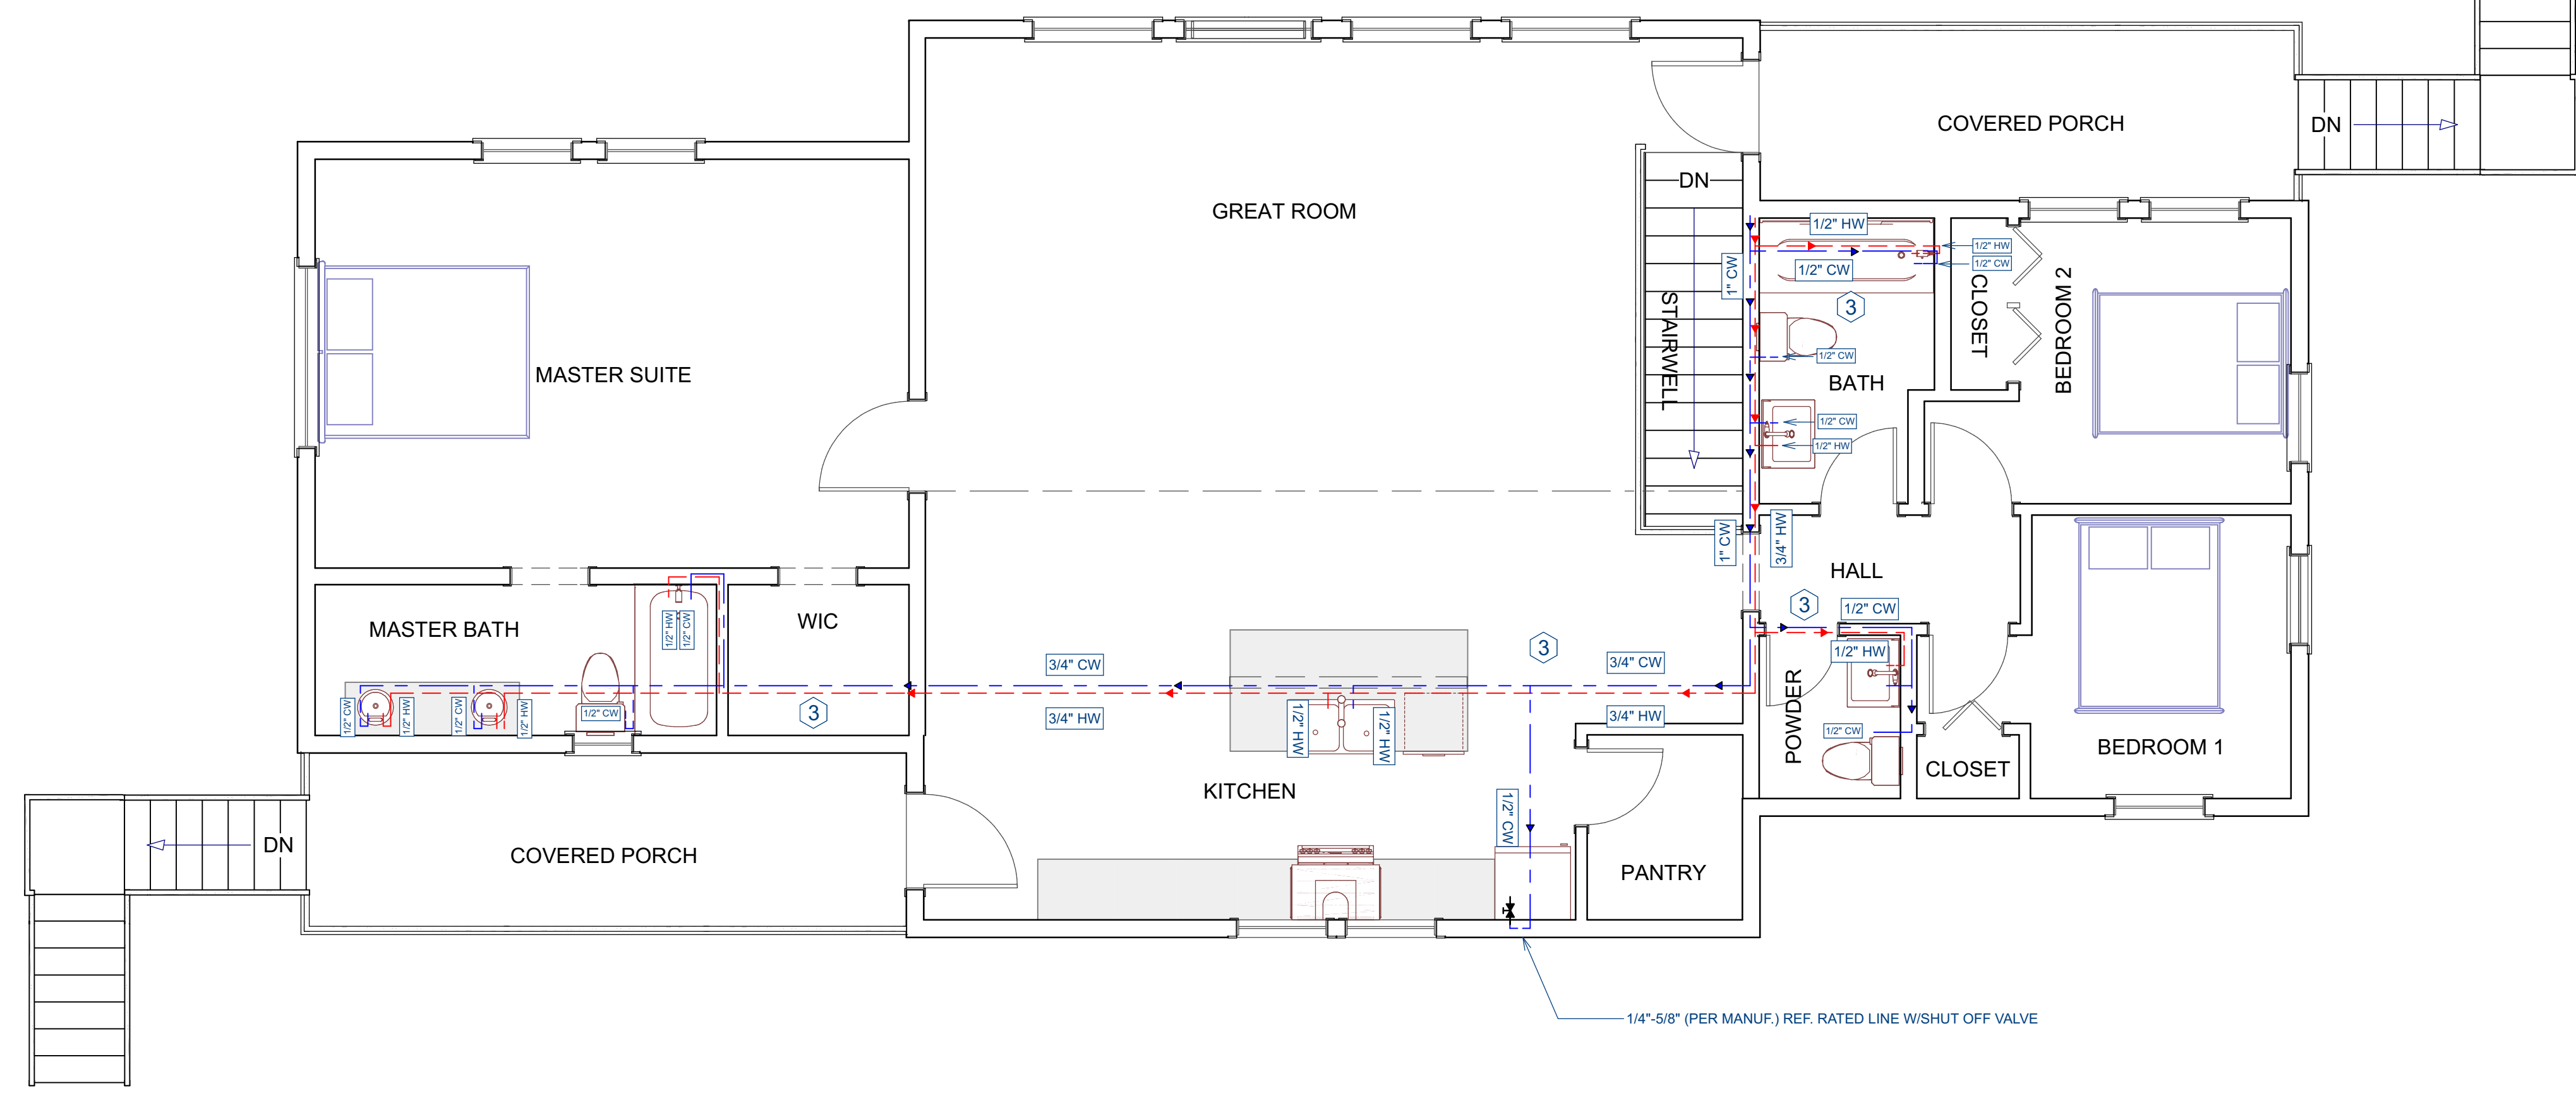 COVERED PORCH
DN
GREAT ROOM
DN
1/2" HW
1/2" HW
1/2" CW
1/2" CW
1" CW
3
CLOSET
BEDROOM 2
STAIRWELL
1/2" CW
MASTER SUITE
BATH
1/2" CW
1/2" HW
1" CW
3/4" HW
HALL
3
1/2" CW
MASTER BATH
1/2" HW
1/2" CW
WIC
3/4" CW
3
3/4" CW
1/2" HW
1/2" CW
1/2" HW
1/2" CW
1/2" HW
1/2" CW
3
3/4" HW
1/2" HW
1/2" HW
3/4" HW
POWDER
1/2" CW
BEDROOM 1
CLOSET
KITCHEN
1/2" CW
DN
COVERED PORCH
PANTRY
1/4"-5/8" (PER MANUF.) REF. RATED LINE W/SHUT OFF VALVE